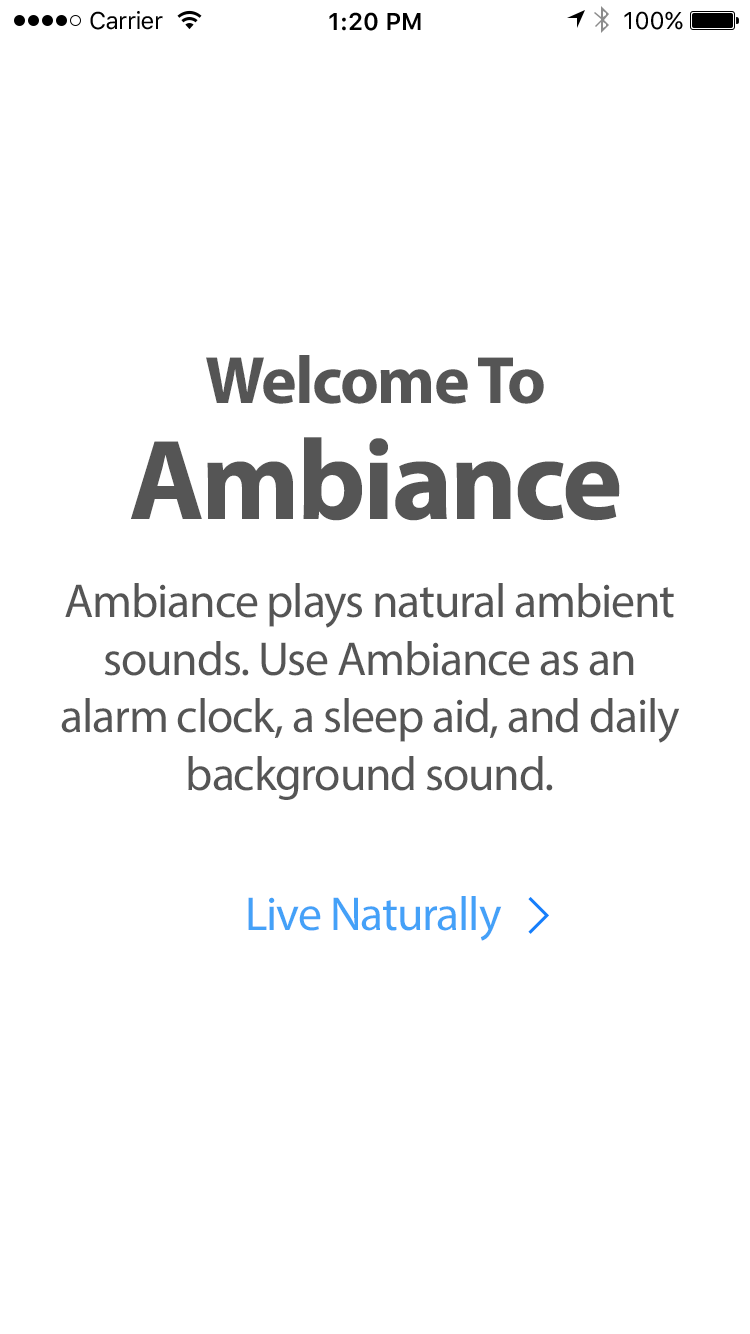 Carrier 1:20 PM 100%
Welcome To
Ambiance
Ambiance plays natural ambient
sounds. Use Ambiance as an
alarm clock, a sleep aid, and daily
background sound.
Live Naturally